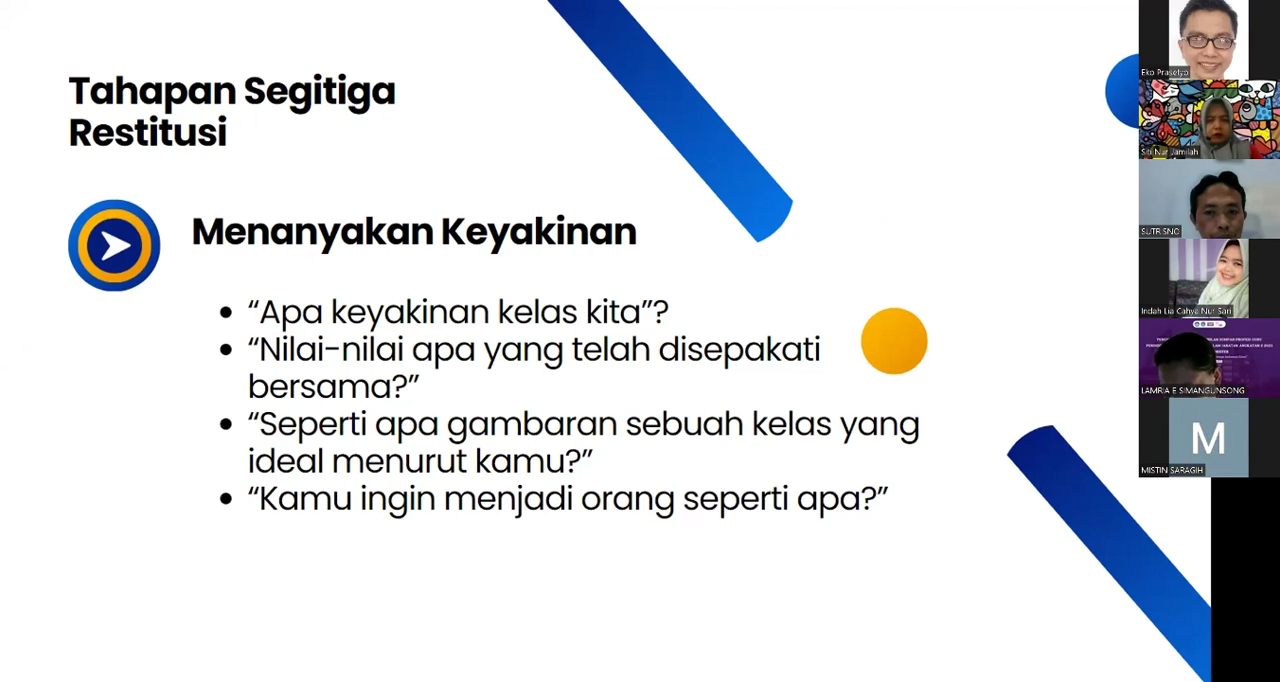 Tahapan Segitiga
Restitusi
Menanyakan Keyakinan
• “Apa keyakinan kelas kita”?
• “Nilai-nilai apa yang telah disepakati
bersama?”
• “Seperti apa gambaran sebuah kelas yang
ideal menurut kamu?”
• “Kamu ingin menjadi orang seperti apa?”
Eko Prasetyo
Siti Nur Jamilah
SUTRISNO
Indah Lia Cahya Nur Sari
LAMRIA E SIMANGUNSONG
M
MISTIN SARAGIH